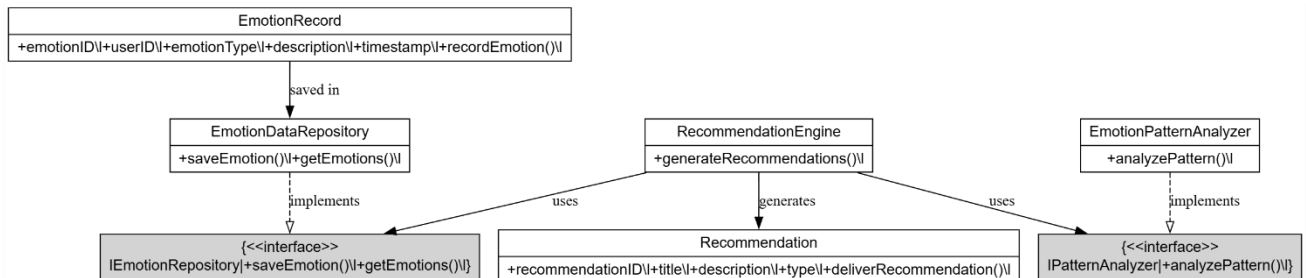 EmotionRecord
+emotionID\l+userID\l+emotionType\l+description\l+timestamp\l+recordEmotion()\l
saved in
EmotionDataRepository
+saveEmotion()\l+getEmotions()\l
RecommendationEngine
+generateRecommendations()\l
EmotionPatternAnalyzer
+analyzePattern()\l
implements
uses
generates
uses
implements
{<<interface>>
IEmotionRepository|+saveEmotion()\l+getEmotions()\l}
Recommendation
+recommendationID\l+title\l+description\l+type\l+deliverRecommendation()\l
{<<interface>>
IPatternAnalyzer|+analyzePattern()\l}